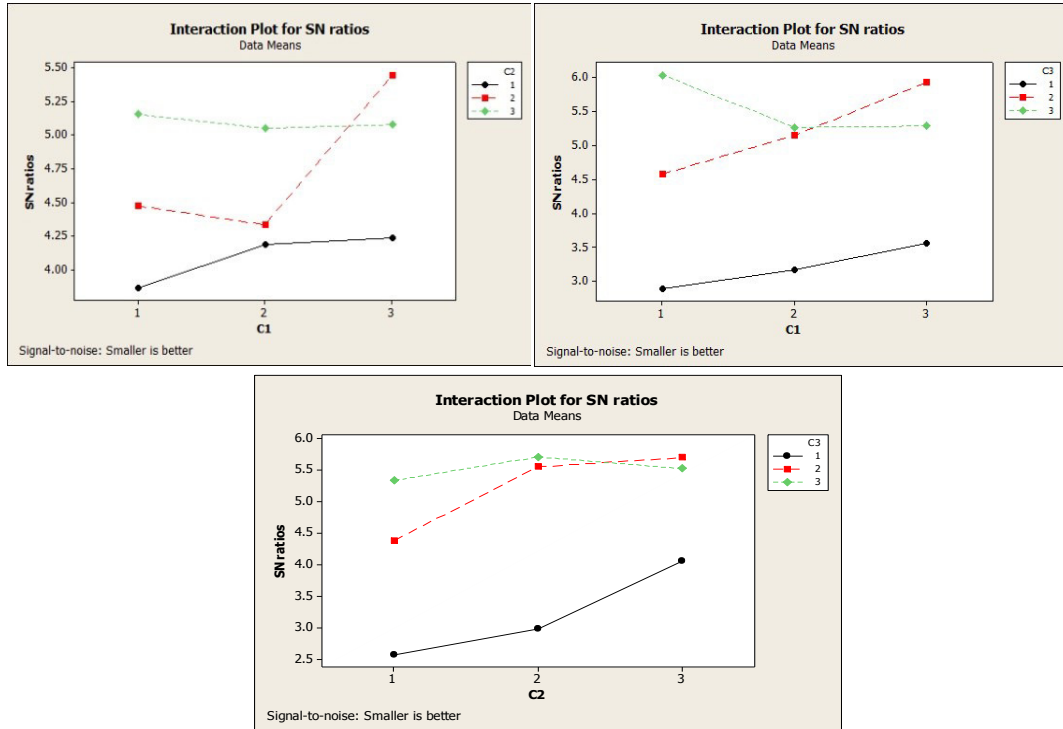 Interaction Plot for SN ratios
Data Means
5.50
5.25
5.00
4.75
4.50
4.25
4.00
SN ratios
1 2 3
C1
C2
1
2
3
Signal-to-noise: Smaller is better
Interaction Plot for SN ratios
Data Means
6.0
5.5
5.0
4.5
4.0
3.5
3.0
SN ratios
1 2 3
C1
C3
1
2
3
Signal-to-noise: Smaller is better
Interaction Plot for SN ratios
Data Means
6.0
5.5
5.0
4.5
4.0
3.5
3.0
2.5
SN ratios
1 2 3
C2
C3
1
2
3
Signal-to-noise: Smaller is better